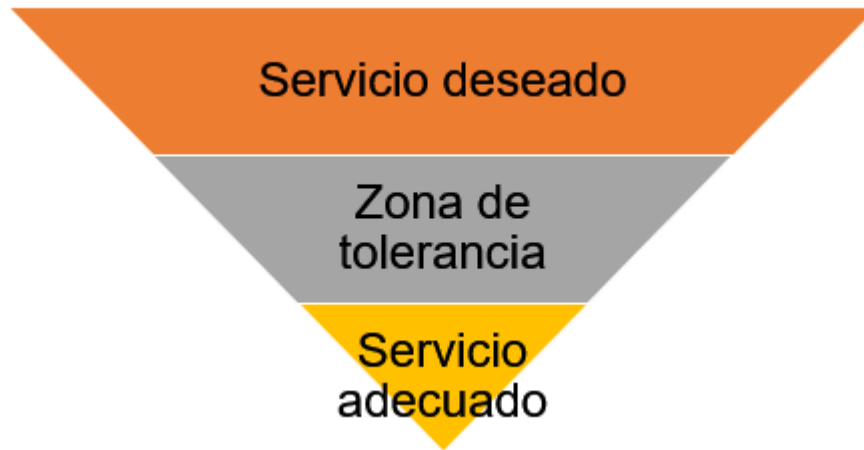 Servicio deseado
Zona de
tolerancia
Servicio
adecuado